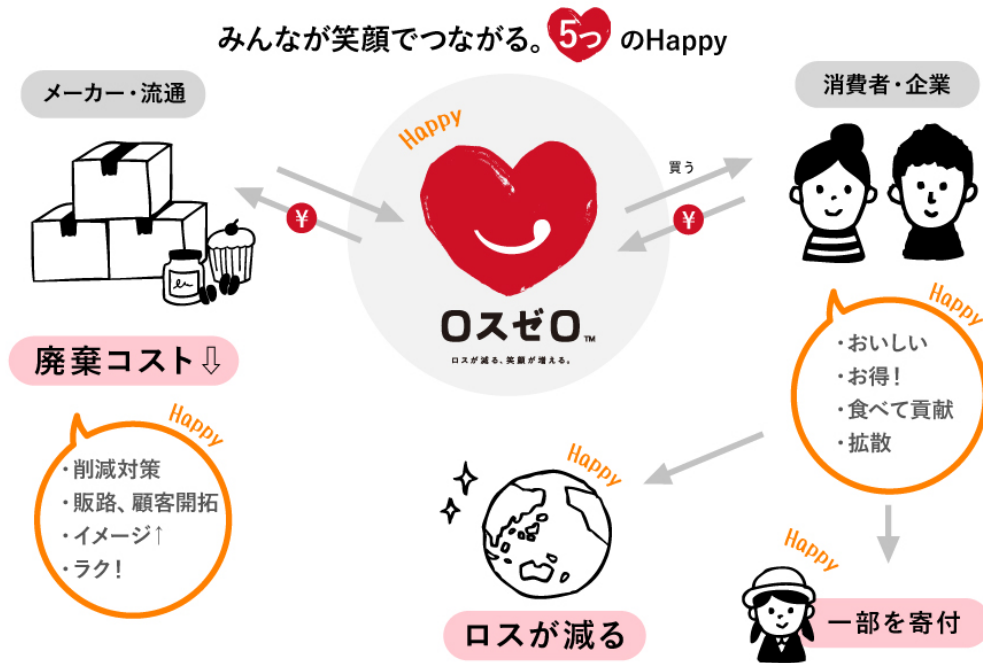 みんなが笑顔でつながる。5つのHappy
メーカー・流通
消費者・企業
Happy
買う
¥
¥
ロスゼロ™
ロスが減る、笑顔が増える。
廃棄コスト⇩
Happy
・削減対策
・販路、顧客開拓
・イメージ↑
・ラク!
Happy
・おいしい
・お得!
・食べて貢献
・拡散
Happy
ロスが減る
Happy
一部を寄付